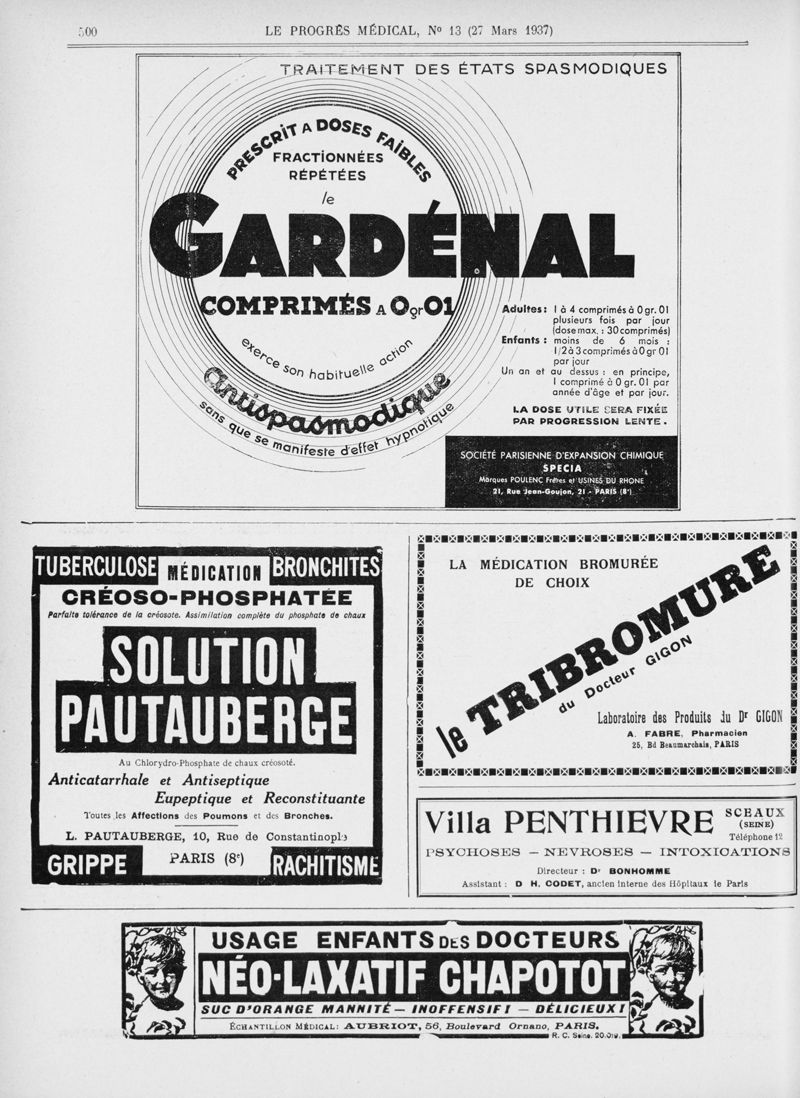 500
LE PROGRÈS MÉDICAL, No 13 (27 Mars 1937)
TRAITEMENT DES ÉTATS SPASMODIQUES
PRESCRIT A DOSES FAIBLES
FRACTIONNÉES
RÉPÉTÉES
le
GARDÉNAL
COMPRIMÉS A 0gr01
exerce son habituelle action
antispasmodique
sans que se manifeste d'effet hypnotique
Adultes: 1 à 4 comprimés à 0 gr. 01
plusieurs fois par jour
(dose max. : 30 comprimés)
Enfants : moins de 6 mois :
1/2 à 3 comprimés à 0 gr 01
par jour
Un an et au dessus : en principe,
1 comprimé à 0 gr. 01 par
année d'âge et par jour.
LA DOSE UTILE SERA FIXÉE
PAR PROGRESSION LENTE.
SOCIÉTÉ PARISIENNE D'EXPANSION CHIMIQUE
SPECIA
Marques POULENC Frères et USINES DU RHONE
21, Rue Jean-Goujon, 21 - PARIS (8e)
TUBERCULOSE MÉDICATION BRONCHITES
CRÉOSO-PHOSPHATÉE
Parfaite tolérance de la créosote. Assimilation complète du phosphate de chaux
SOLUTION
PAUTAUBERGE
Au Chlorydro-Phosphate de chaux créosoté.
Anticatarrhale et Antiseptique
Eupeptique et Reconstituante
Toutes les Affections des Poumons et des Bronches.
L. PAUTAUBERGE, 10, Rue de Constantinople
GRIPPE PARIS (8e) RACHITISME
LA MÉDICATION BROMURÉE
DE CHOIX
le TRIBROMURE
du Docteur GIGON
Laboratoire des Produits du Dr GIGON
A. FABRE, Pharmacien
25, Bd Beaumarchais, PARIS
Villa PENTHIEVRE SCEAUX
(SEINE)
Téléphone 12
PSYCHOSES — NEVROSES — INTOXICATIONS
Directeur : Dr BONHOMME
Assistant : D H. CODET, ancien interne des Hôpitaux de Paris
USAGE ENFANTS DES DOCTEURS
NÉO-LAXATIF CHAPOTOT
SUC D'ORANGE MANNITÉ — INOFFENSIF! — DÉLICIEUX!
ÉCHANTILLON MÉDICAL: AUBRIOT, 56, Boulevard Ornano, PARIS.
R. C. Seine.